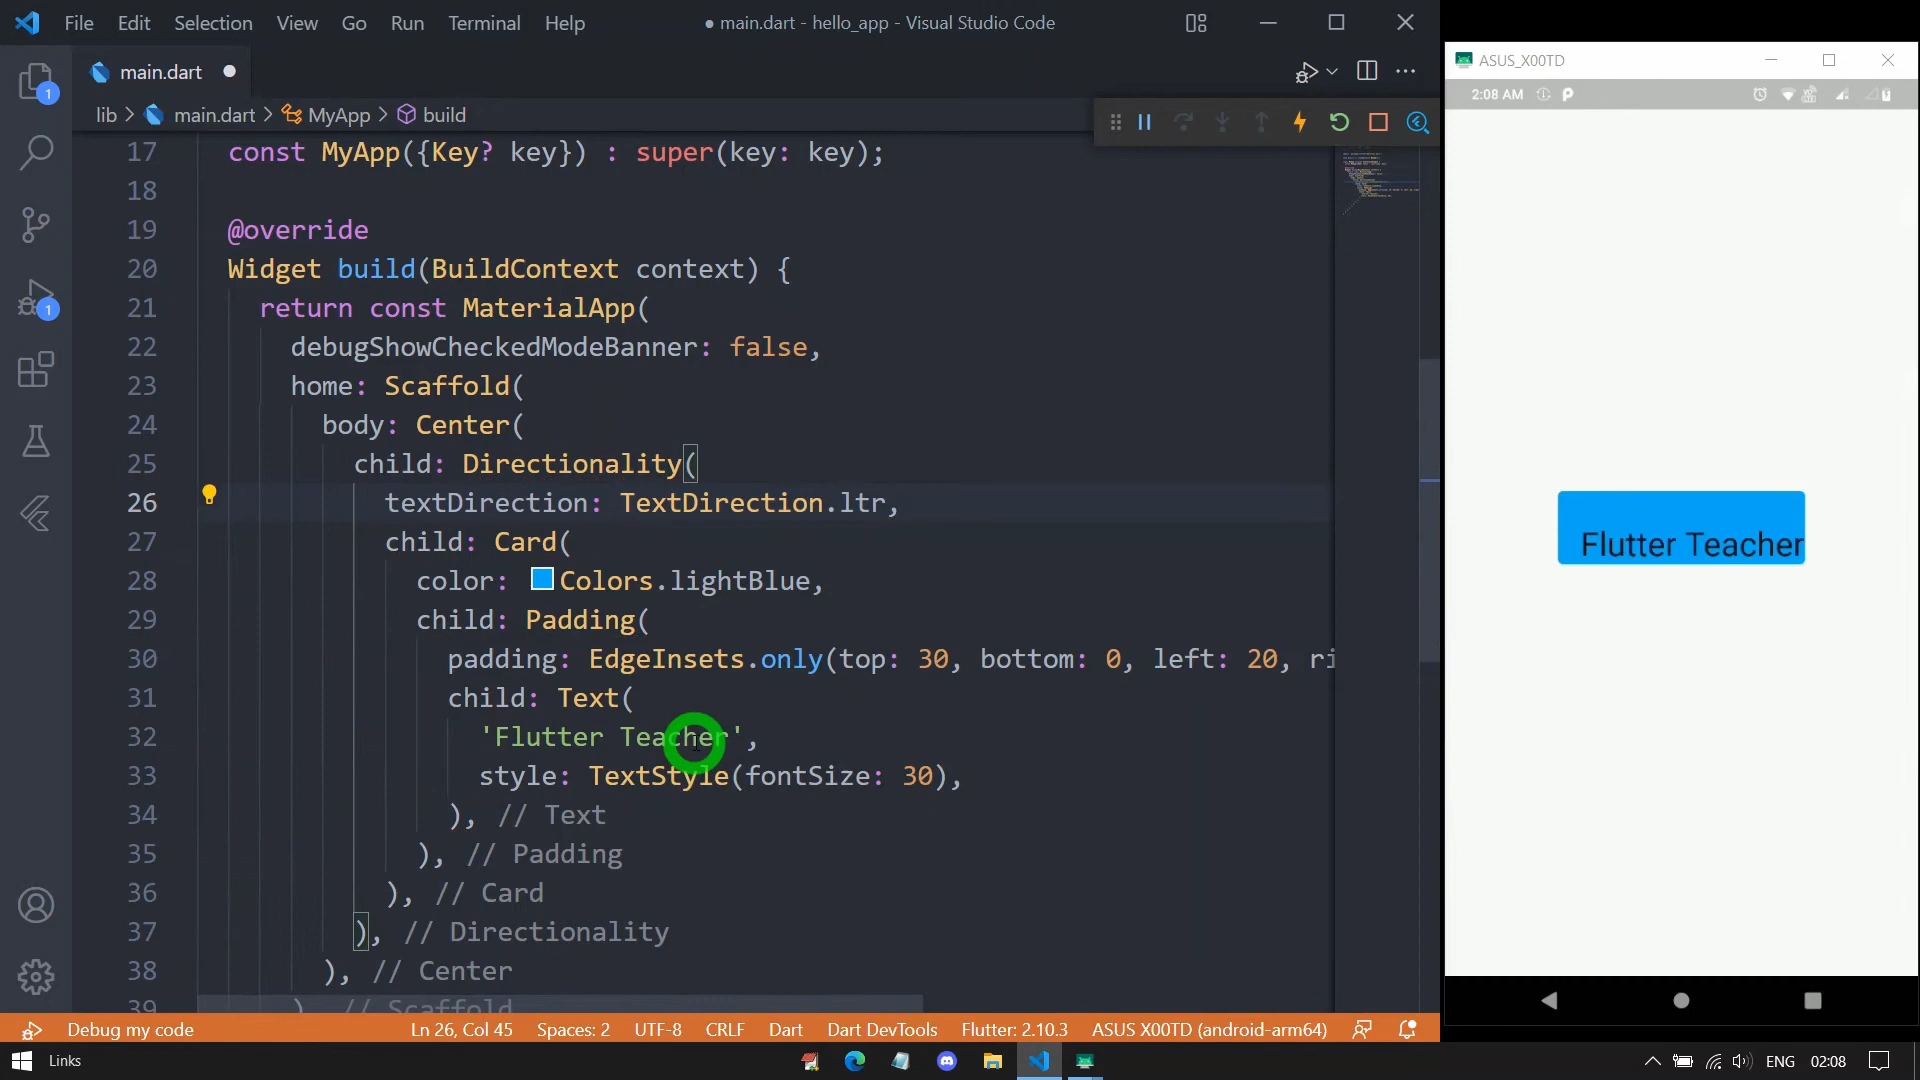 File Edit Selection View Go Run Terminal Help
● main.dart - hello_app - Visual Studio Code
main.dart
lib > main.dart > MyApp > build
17 const MyApp({Key? key}) : super(key: key);
18
19 @override
20 Widget build(BuildContext context) {
21 return const MaterialApp(
22 debugShowCheckedModeBanner: false,
23 home: Scaffold(
24 body: Center(
25 child: Directionality(
26 textDirection: TextDirection.ltr,
27 child: Card(
28 color: Colors.lightBlue,
29 child: Padding(
30 padding: EdgeInsets.only(top: 30, bottom: 0, left: 20, ri
31 child: Text(
32 'Flutter Teacher',
33 style: TextStyle(fontSize: 30),
34 ), // Text
35 ), // Padding
36 ), // Card
37 ), // Directionality
38 ), // Center
39 ) // Scaffold
1
1
Debug my code Ln 26, Col 45 Spaces: 2 UTF-8 CRLF Dart Dart DevTools Flutter: 2.10.3 ASUS X00TD (android-arm64)
ASUS_X00TD
2:08 AM
Flutter Teacher
Links ENG 02:08